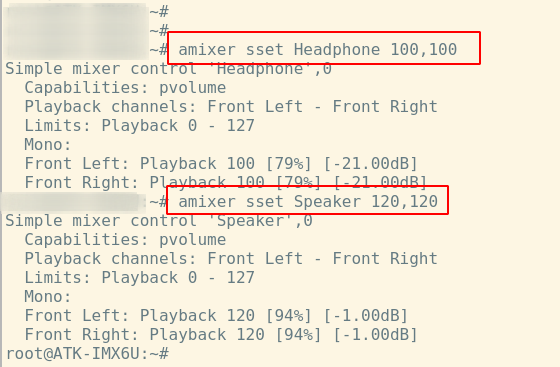 ~#
~#
~# amixer sset Headphone 100,100
Simple mixer control 'Headphone',0
  Capabilities: pvolume
  Playback channels: Front Left - Front Right
  Limits: Playback 0 - 127
  Mono:
  Front Left: Playback 100 [79%] [-21.00dB]
  Front Right: Playback 100 [79%] [-21.00dB]
:~# amixer sset Speaker 120,120
Simple mixer control 'Speaker',0
  Capabilities: pvolume
  Playback channels: Front Left - Front Right
  Limits: Playback 0 - 127
  Mono:
  Front Left: Playback 120 [94%] [-1.00dB]
  Front Right: Playback 120 [94%] [-1.00dB]
root@ATK-IMX6U:~#